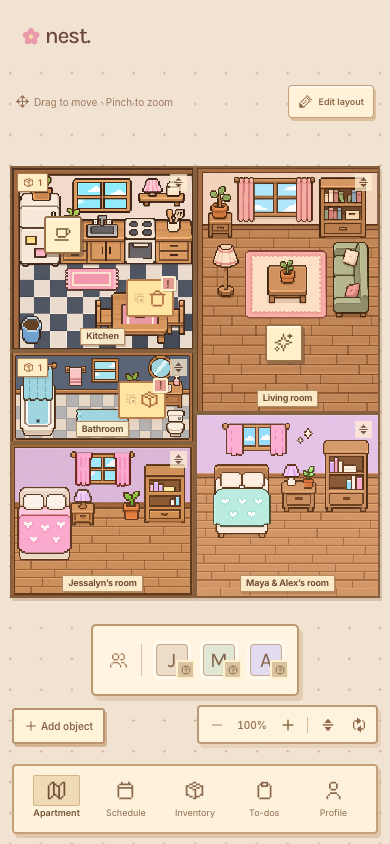 nest.
Drag to move · Pinch to zoom
Edit layout
1
!
Kitchen
Living room
1
!
Bathroom
Jessalyn's room
Maya & Alex's room
J
M
A
+ Add object
− 100% +
Apartment
Schedule
Inventory
To-dos
Profile